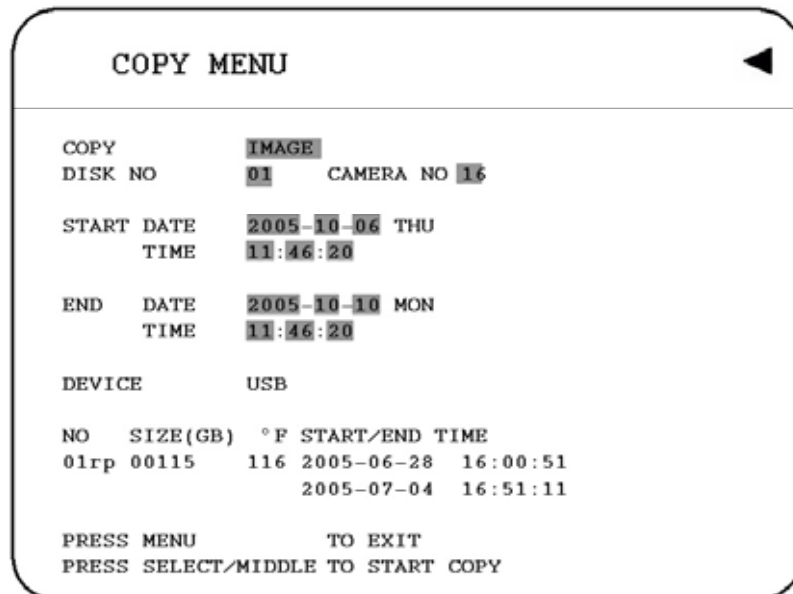 COPY MENU
COPY IMAGE
DISK NO 01 CAMERA NO 16
START DATE 2005-10-06 THU
TIME 11:46:20
END DATE 2005-10-10 MON
TIME 11:46:20
DEVICE USB
NO SIZE(GB) °F START/END TIME
01rp 00115 116 2005-06-28 16:00:51
2005-07-04 16:51:11
PRESS MENU TO EXIT
PRESS SELECT/MIDDLE TO START COPY